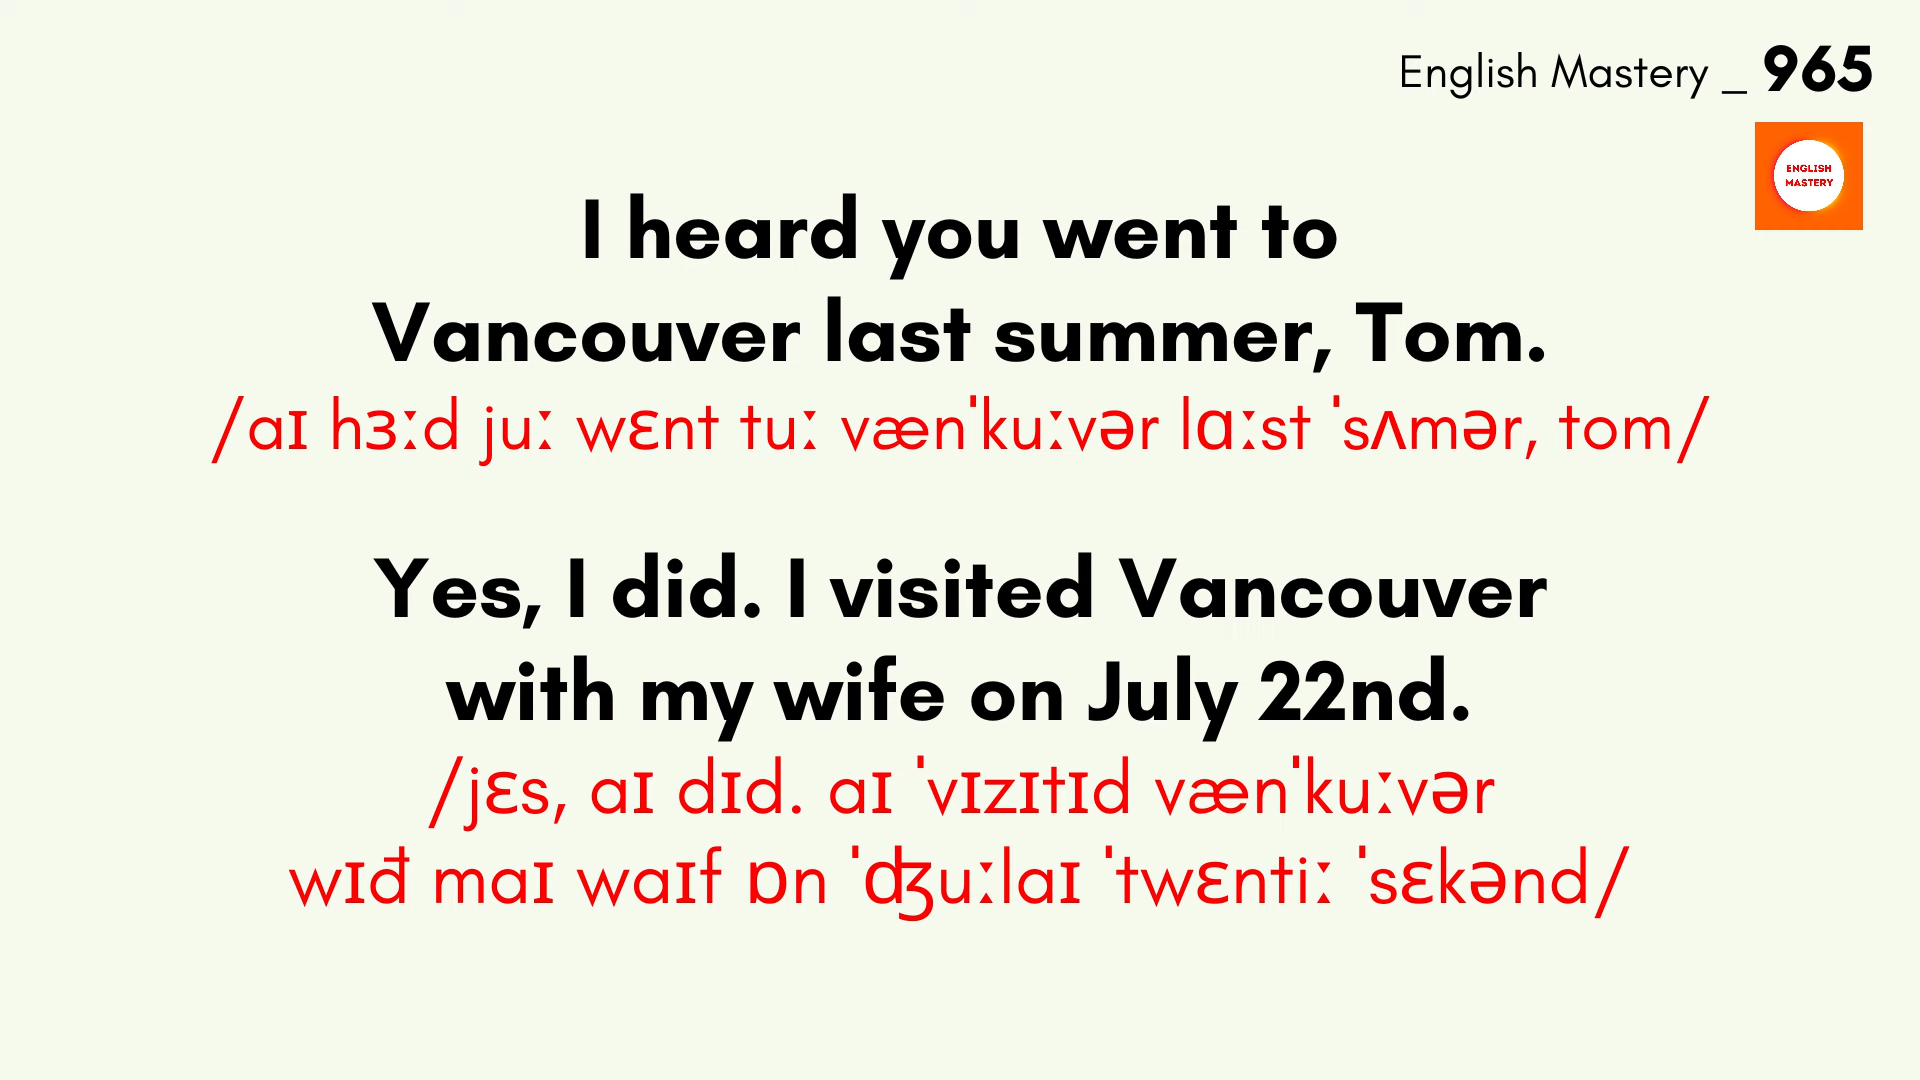 English Mastery _ 965
ENGLISH
MASTERY
I heard you went to
Vancouver last summer, Tom.
/aɪ hɜːd juː wɛnt tuː vænˈkuːvər lɑːst ˈsʌmər, tom/
Yes, I did. I visited Vancouver
with my wife on July 22nd.
/jɛs, aɪ dɪd. aɪ ˈvɪzɪtɪd vænˈkuːvər
wɪđ maɪ waɪf ɒn ˈʤuːlaɪ ˈtwɛntiː ˈsɛkənd/